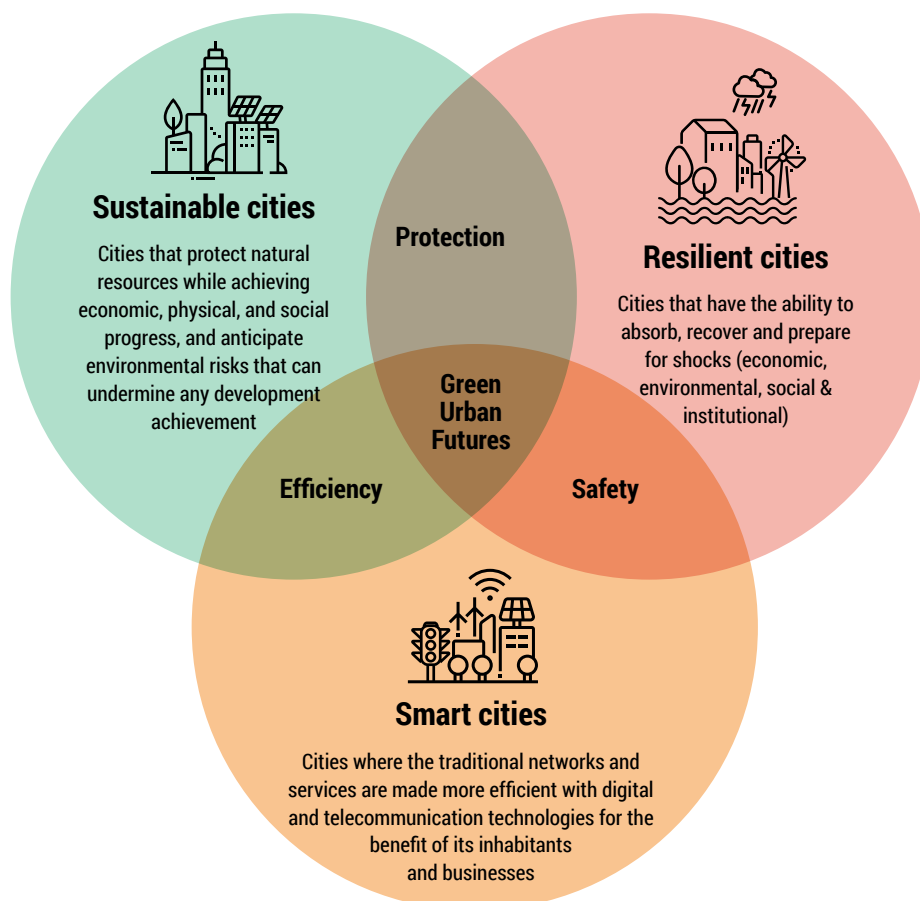 Sustainable cities
Cities that protect natural
resources while achieving
economic, physical, and social
progress, and anticipate
environmental risks that can
undermine any development
achievement
Protection
Resilient cities
Cities that have the ability to
absorb, recover and prepare
for shocks (economic,
environmental, social &
institutional)
Green
Urban
Futures
Efficiency
Safety
Smart cities
Cities where the traditional networks and
services are made more efficient with digital
and telecommunication technologies for the
benefit of its inhabitants
and businesses